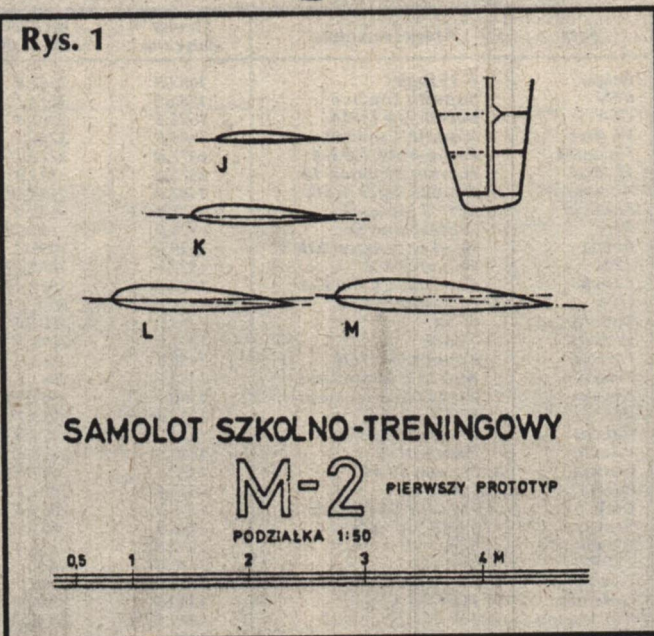 Rys. 1
J
K
L M
SAMOLOT SZKOLNO-TRENINGOWY
M-2 PIERWSZY PROTOTYP
PODZIAŁKA 1:50
0,5 1 2 3 4 M